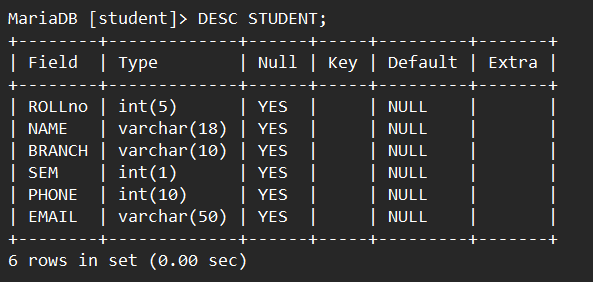 MariaDB [student]> DESC STUDENT;
+--------+-------------+------+-----+---------+-------+
| Field  | Type        | Null | Key | Default | Extra |
+--------+-------------+------+-----+---------+-------+
| ROLLno | int(5)      | YES  |     | NULL    |       |
| NAME   | varchar(18) | YES  |     | NULL    |       |
| BRANCH | varchar(10) | YES  |     | NULL    |       |
| SEM    | int(1)      | YES  |     | NULL    |       |
| PHONE  | int(10)     | YES  |     | NULL    |       |
| EMAIL  | varchar(50) | YES  |     | NULL    |       |
+--------+-------------+------+-----+---------+-------+
6 rows in set (0.00 sec)